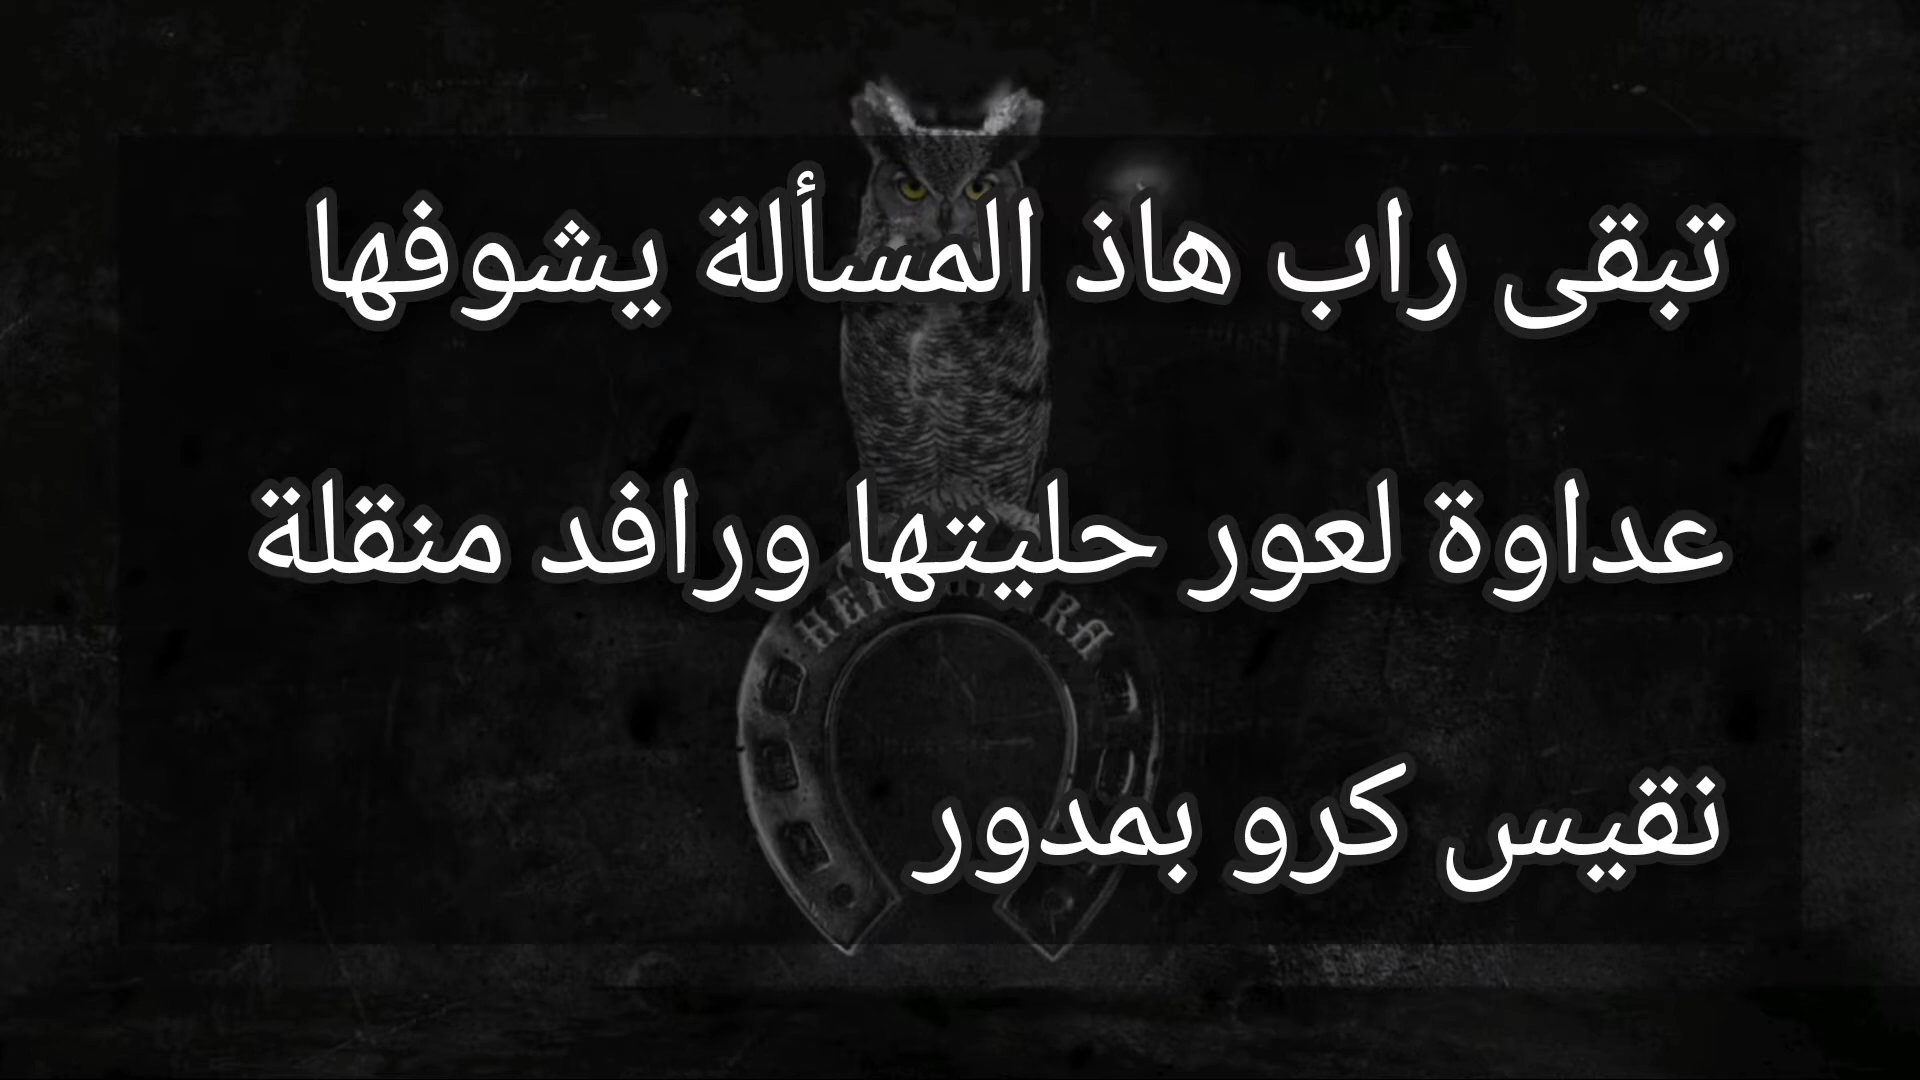 تبقى راب هاذ المسألة يشوفها
عداوة لعور حليتها ورافد منقلة
نقيس كرو بمدور